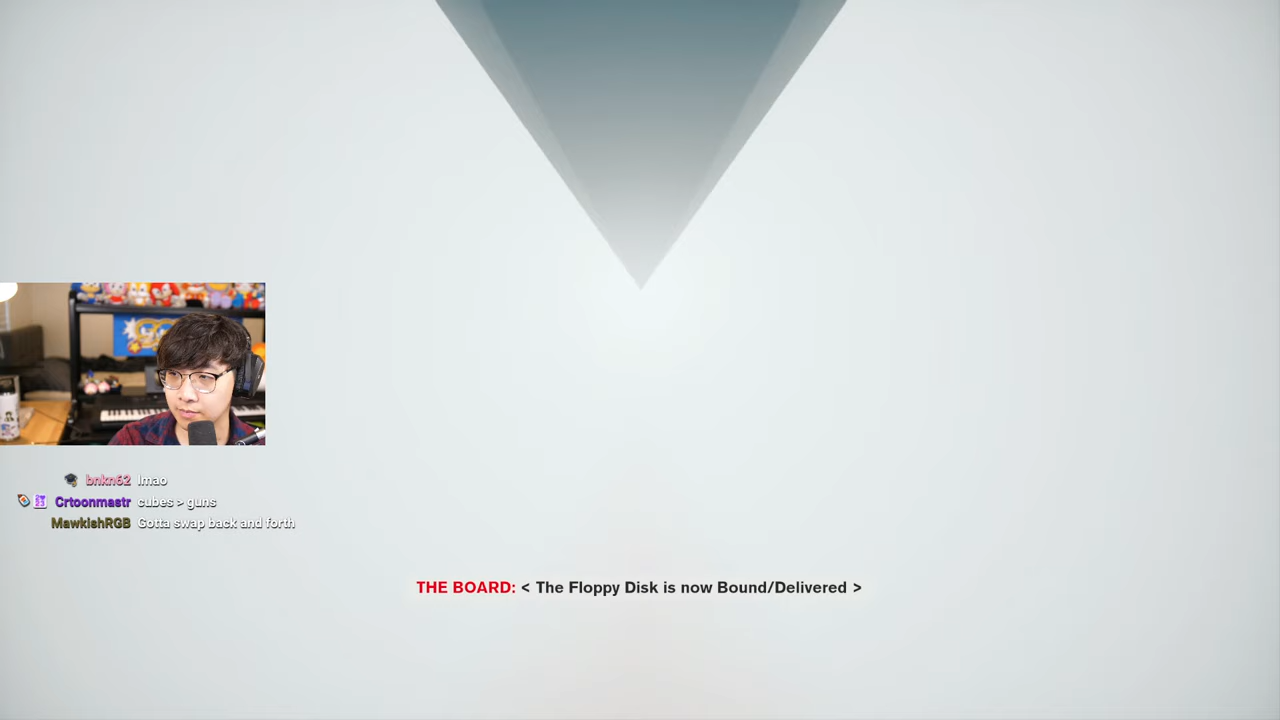 bnkn62 lmao
Crtoonmastr cubes > guns
MawkishRGB Gotta swap back and forth
THE BOARD: < The Floppy Disk is now Bound/Delivered >